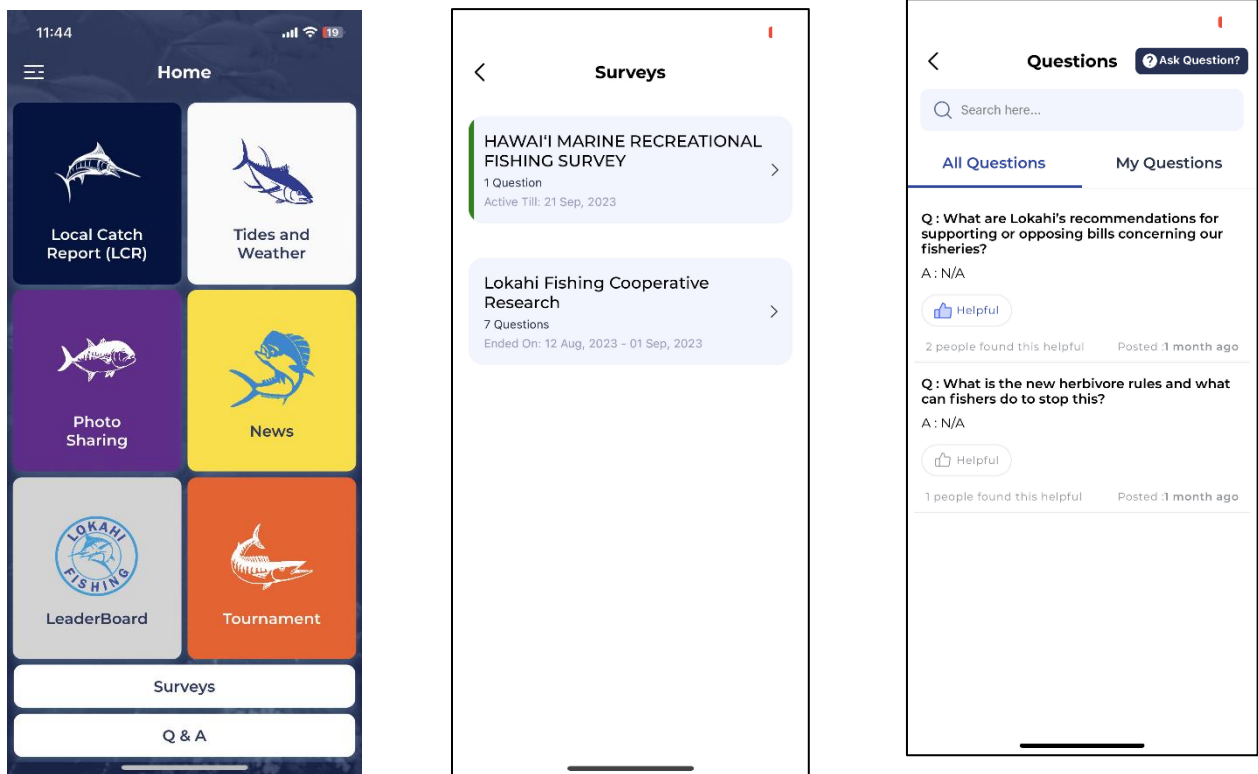 11:44
19
Home
Local Catch
Report (LCR)
Tides and
Weather
Photo
Sharing
News
LOKAHI
FISHING
LeaderBoard
Tournament
Surveys
Q & A
Surveys
HAWAI'I MARINE RECREATIONAL
FISHING SURVEY
1 Question
Active Till: 21 Sep, 2023
Lokahi Fishing Cooperative
Research
7 Questions
Ended On: 12 Aug, 2023 - 01 Sep, 2023
Questions
? Ask Question?
Search here...
All Questions
My Questions
Q : What are Lokahi's recommendations for
supporting or opposing bills concerning our
fisheries?
A : N/A
Helpful
2 people found this helpful
Posted :1 month ago
Q : What is the new herbivore rules and what
can fishers do to stop this?
A : N/A
Helpful
1 people found this helpful
Posted :1 month ago